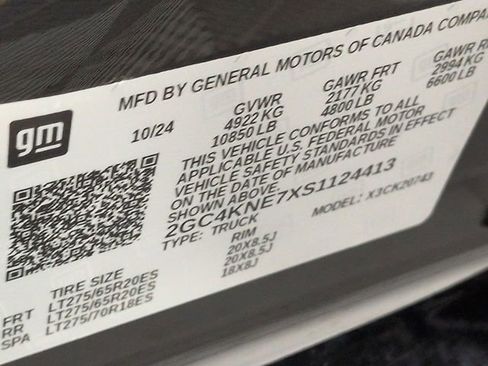 MFD BY GENERAL MOTORS OF CANADA COMPA
gm
10/24 GVWR GAWR FRT GAWR R
4922 KG 2177 KG 2994 KG
10850 LB 4800 LB 6600 LB
THIS VEHICLE CONFORMS TO ALL
APPLICABLE U.S. FEDERAL MOTOR
VEHICLE SAFETY STANDARDS IN EFFECT
ON THE DATE OF MANUFACTURE
SHOWN ABOVE.
2GC4KNE7XS1124413
TYPE: TRUCK MODEL: X3CK20743
TIRE SIZE RIM
FRT LT275/65R20ES 20X8.5J
RR LT275/65R20ES 20X8.5J
SPA LT275/70R18ES 18X8J